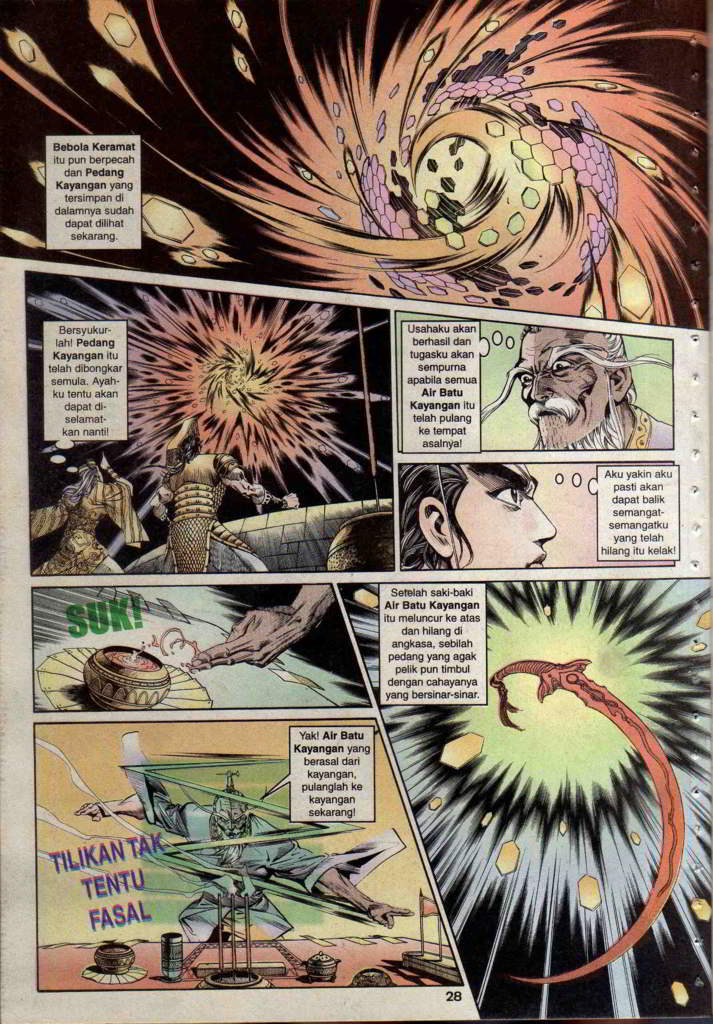 Bebola Keramat
itu pun berpecah
dan Pedang
Kayangan yang
tersimpan di
dalamnya sudah
dapat dilihat
sekarang.
Bersyukur-
lah! Pedang
Kayangan itu
telah dibongkar
semula. Ayah-
ku tentu akan
dapat di-
selamat-
kan nanti!
Usahaku akan
berhasil dan
tugasku akan
sempurna
apabila semua
Air Batu
Kayangan itu
telah pulang
ke tempat
asalnya!
Aku yakin aku
pasti akan
dapat balik
semangat-
semangatku
yang telah
hilang itu kelak!
SUK!
Setelah saki-baki
Air Batu Kayangan
itu meluncur ke atas
dan hilang di
angkasa, sebilah
pedang yang agak
pelik pun timbul
dengan cahayanya
yang bersinar-sinar.
Yak! Air Batu
Kayangan yang
berasal dari
kayangan,
pulanglah ke
kayangan
sekarang!
TILIKAN TAK
TENTU
FASAL
28